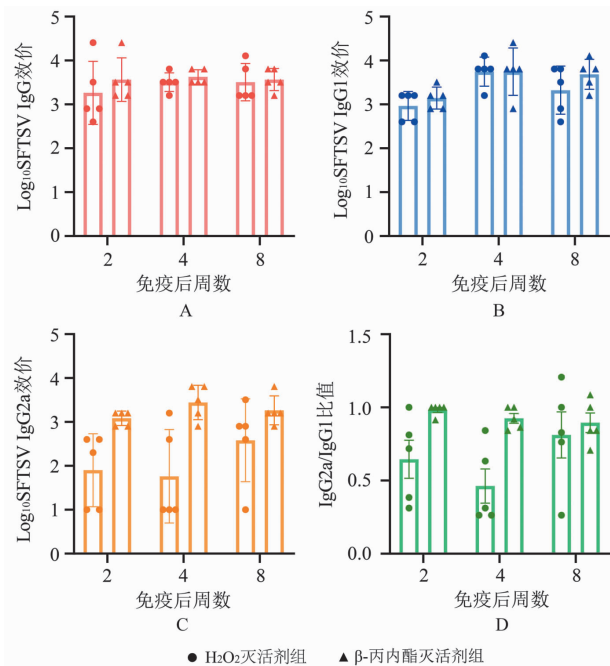 5
4
3
2
1
0
Log₁₀SFTSV IgG效价
2 4 8
免疫后周数
A
5
4
3
2
1
0
Log₁₀SFTSV IgG1效价
2 4 8
免疫后周数
B
5
4
3
2
1
0
Log₁₀SFTSV IgG2a效价
2 4 8
免疫后周数
C
1.5
1.0
0.5
0.0
IgG2a/IgG1比值
2 4 8
免疫后周数
D
● H₂O₂灭活剂组 ▲ β-丙内酯灭活剂组